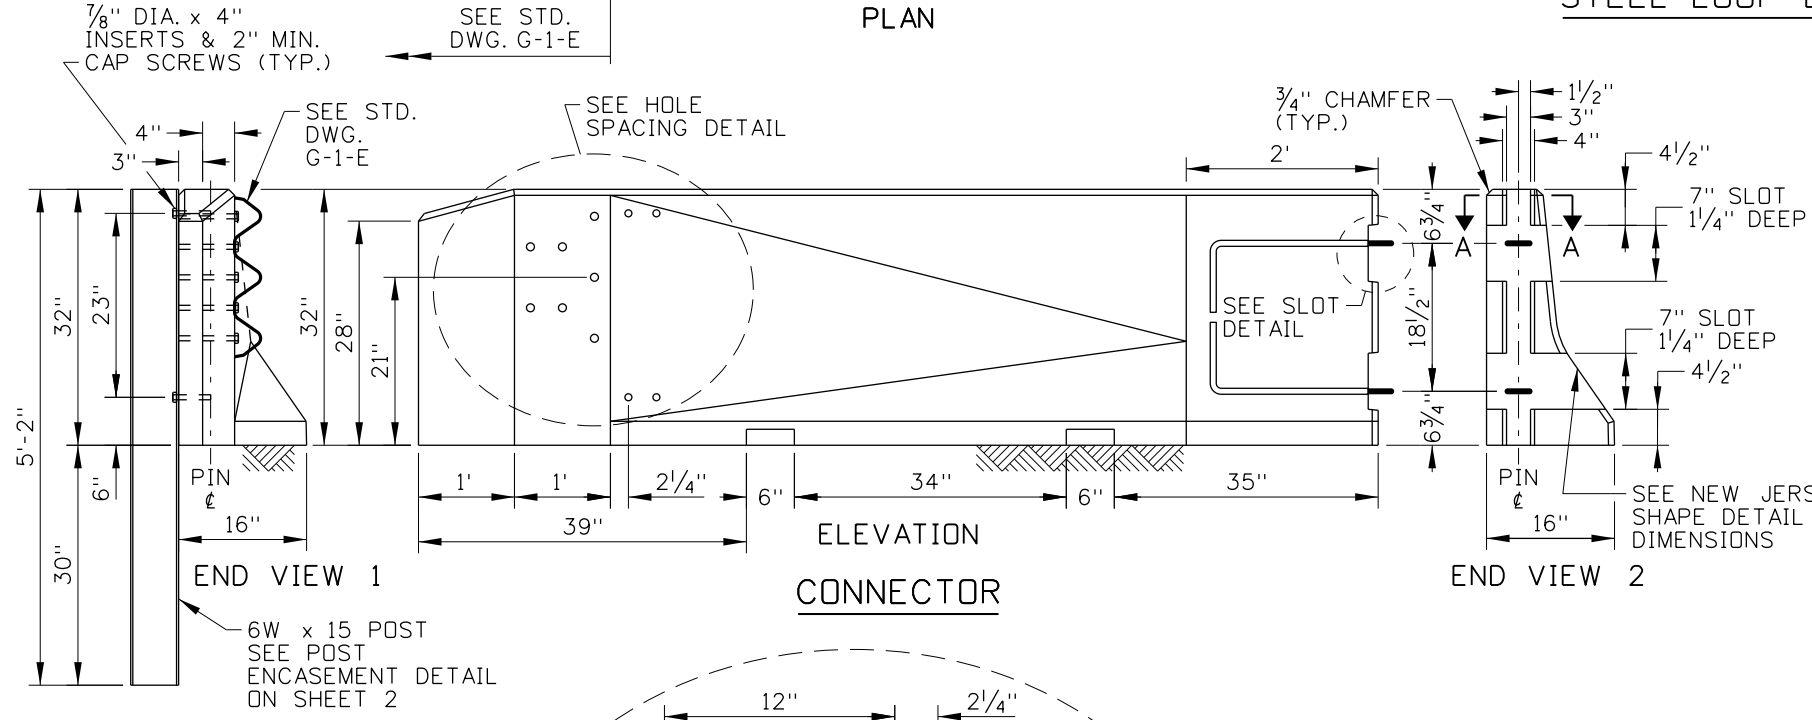 7/8" DIA. x 4"
INSERTS & 2" MIN.
CAP SCREWS (TYP.)
SEE STD.
DWG. G-1-E
PLAN
SEE STD.
DWG.
G-1-E
4"
3"
SEE HOLE
SPACING DETAIL
3/4" CHAMFER
(TYP.)
2'
1 1/2"
3"
4"
4 1/2"
7" SLOT
1 1/4" DEEP
A
A
6 3/4"
32"
23"
32"
28"
21"
SEE SLOT
DETAIL
18 1/2"
7" SLOT
1 1/4" DEEP
4 1/2"
6 3/4"
5'-2"
6"
30"
PIN
℄
16"
1'
1'
2 1/4"
6"
34"
6"
35"
39"
PIN
℄
16"
SEE NEW
SHAPE DETAIL
DIMENSIONS
ELEVATION
END VIEW 1
CONNECTOR
END VIEW 2
6W x 15 POST
SEE POST
ENCASEMENT DETAIL
ON SHEET 2
12"
2 1/4"